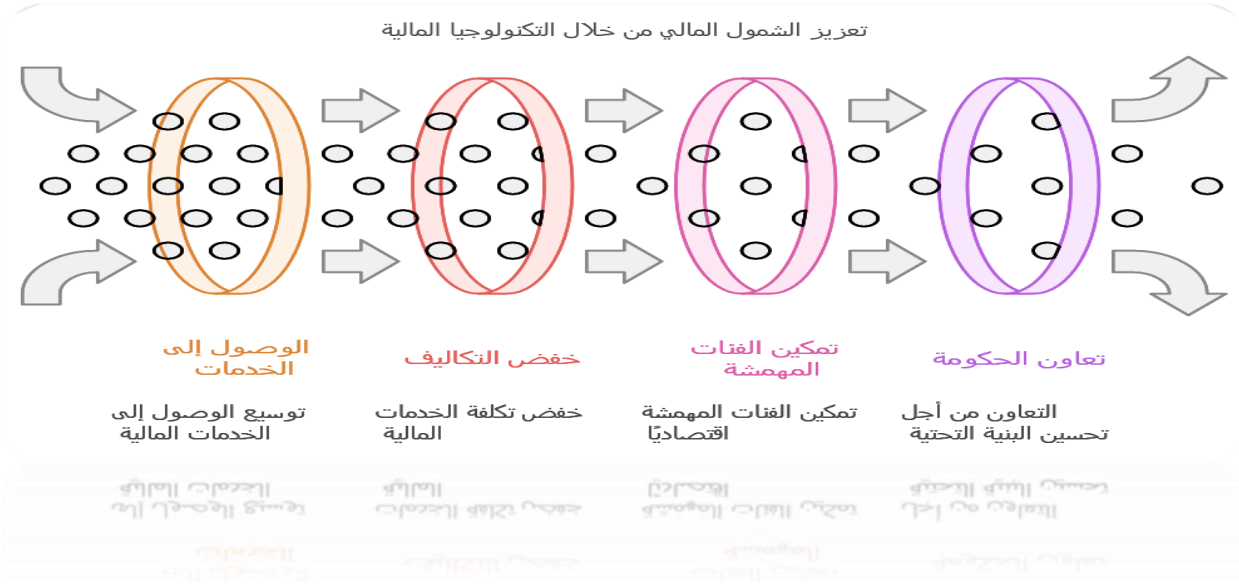 تعزيز الشمول المالي من خلال التكنولوجيا المالية
الوصول إلى
الخدمات
توسيع الوصول إلى
الخدمات المالية
خفض التكاليف
خفض تكلفة الخدمات
المالية
تمكين الفئات
المهمشة
تمكين الفئات المهمشة
اقتصاديًا
تعاون الحكومة
التعاون من أجل
تحسين البنية التحتية